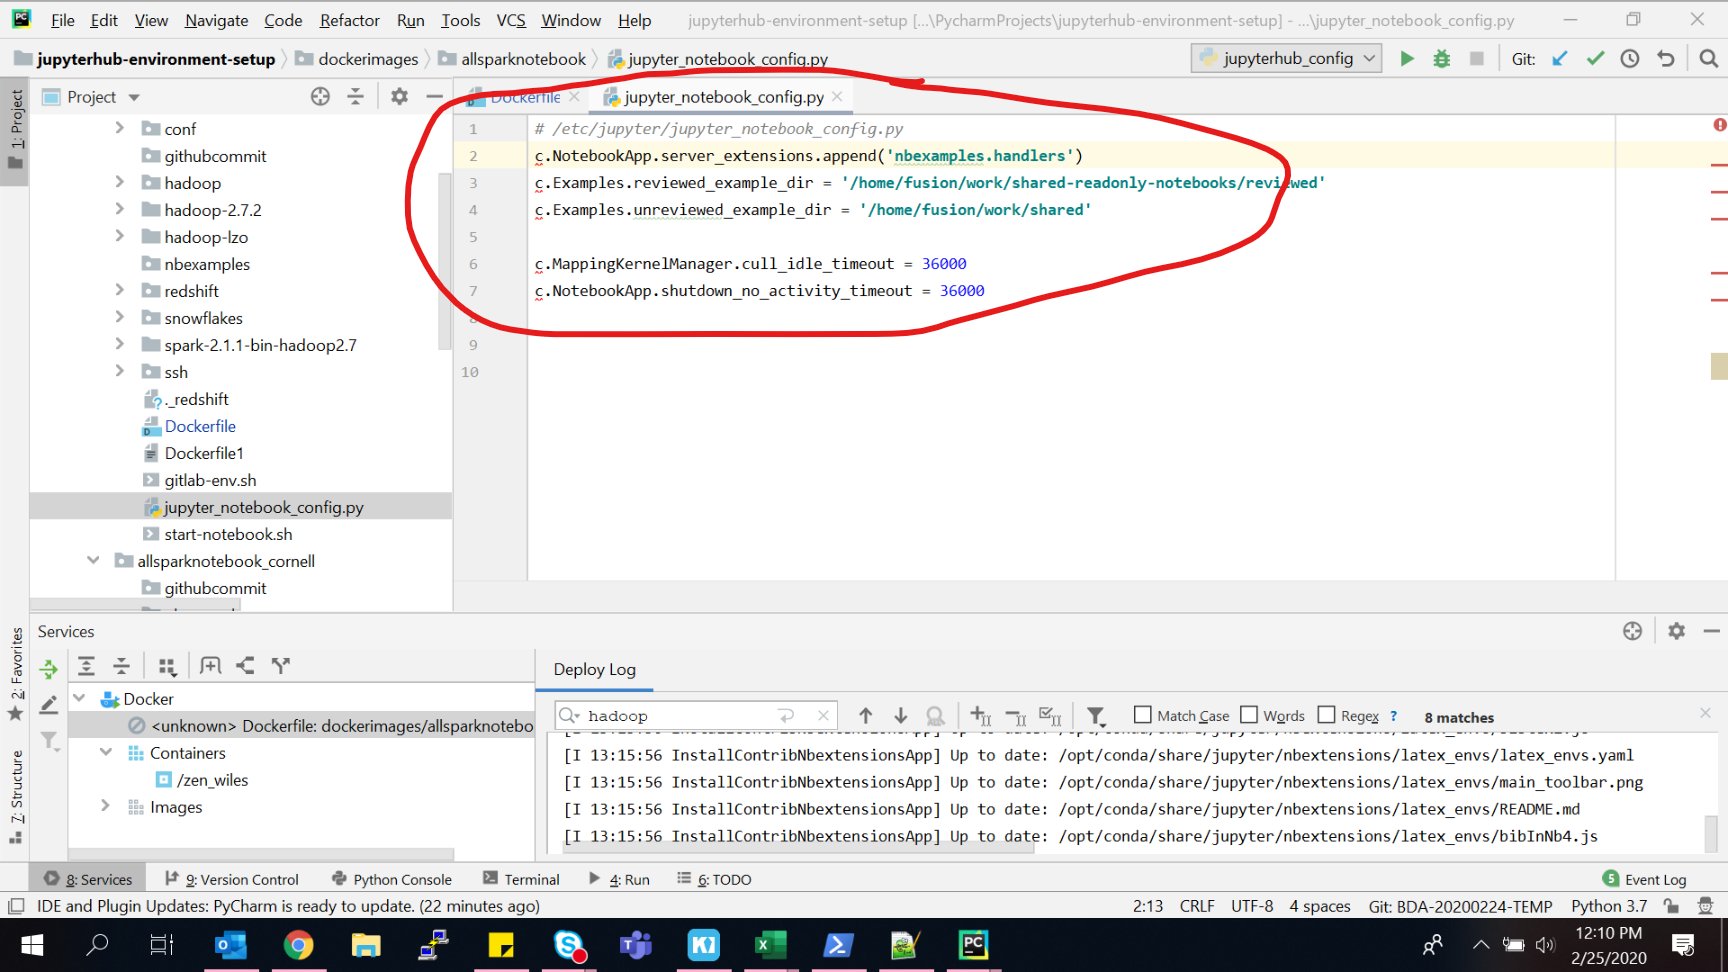 PC File Edit View Navigate Code Refactor Run Tools VCS Window Help jupyterhub-environment-setup [...\PycharmProjects\jupyterhub-environment-setup] - ...\jupyter_notebook_config.py
jupyterhub-environment-setup dockerimages allsparknotebook jupyter_notebook_config.py jupyterhub_config Git:
1: Project
Project
Dockerfile jupyter_notebook_config.py
conf
githubcommit
hadoop
hadoop-2.7.2
hadoop-lzo
nbexamples
redshift
snowflakes
spark-2.1.1-bin-hadoop2.7
ssh
._redshift
Dockerfile
Dockerfile1
gitlab-env.sh
jupyter_notebook_config.py
start-notebook.sh
allsparknotebook_cornell
githubcommit
1 # /etc/jupyter/jupyter_notebook_config.py
2 c.NotebookApp.server_extensions.append('nbexamples.handlers')
3 c.Examples.reviewed_example_dir = '/home/fusion/work/shared-readonly-notebooks/reviewed'
4 c.Examples.unreviewed_example_dir = '/home/fusion/work/shared'
5
6 c.MappingKernelManager.cull_idle_timeout = 36000
7 c.NotebookApp.shutdown_no_activity_timeout = 36000
8
9
10
2: Favorites
7: Structure
Services
Docker
<unknown> Dockerfile: dockerimages/allsparknotebo
Containers
/zen_wiles
Images
Deploy Log
hadoop Match Case Words Regex ? 8 matches
[I 13:15:56 InstallContribNbextensionsApp] Up to date: /opt/conda/share/jupyter/nbextensions/latex_envs/latex_envs.yaml
[I 13:15:56 InstallContribNbextensionsApp] Up to date: /opt/conda/share/jupyter/nbextensions/latex_envs/main_toolbar.png
[I 13:15:56 InstallContribNbextensionsApp] Up to date: /opt/conda/share/jupyter/nbextensions/latex_envs/README.md
[I 13:15:56 InstallContribNbextensionsApp] Up to date: /opt/conda/share/jupyter/nbextensions/latex_envs/bibInNb4.js
8: Services 9: Version Control Python Console Terminal 4: Run 6: TODO 5 Event Log
IDE and Plugin Updates: PyCharm is ready to update. (22 minutes ago) 2:13 CRLF UTF-8 4 spaces Git: BDA-20200224-TEMP Python 3.7
12:10 PM
2/25/2020